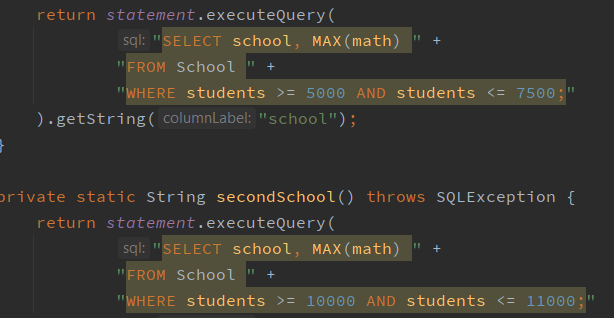 return statement.executeQuery(
sql: "SELECT school, MAX(math) " +
"FROM School " +
"WHERE students >= 5000 AND students <= 7500;"
).getString( columnLabel: "school");
}
private static String secondSchool() throws SQLException {
return statement.executeQuery(
sql: "SELECT school, MAX(math) " +
"FROM School " +
"WHERE students >= 10000 AND students <= 11000;"